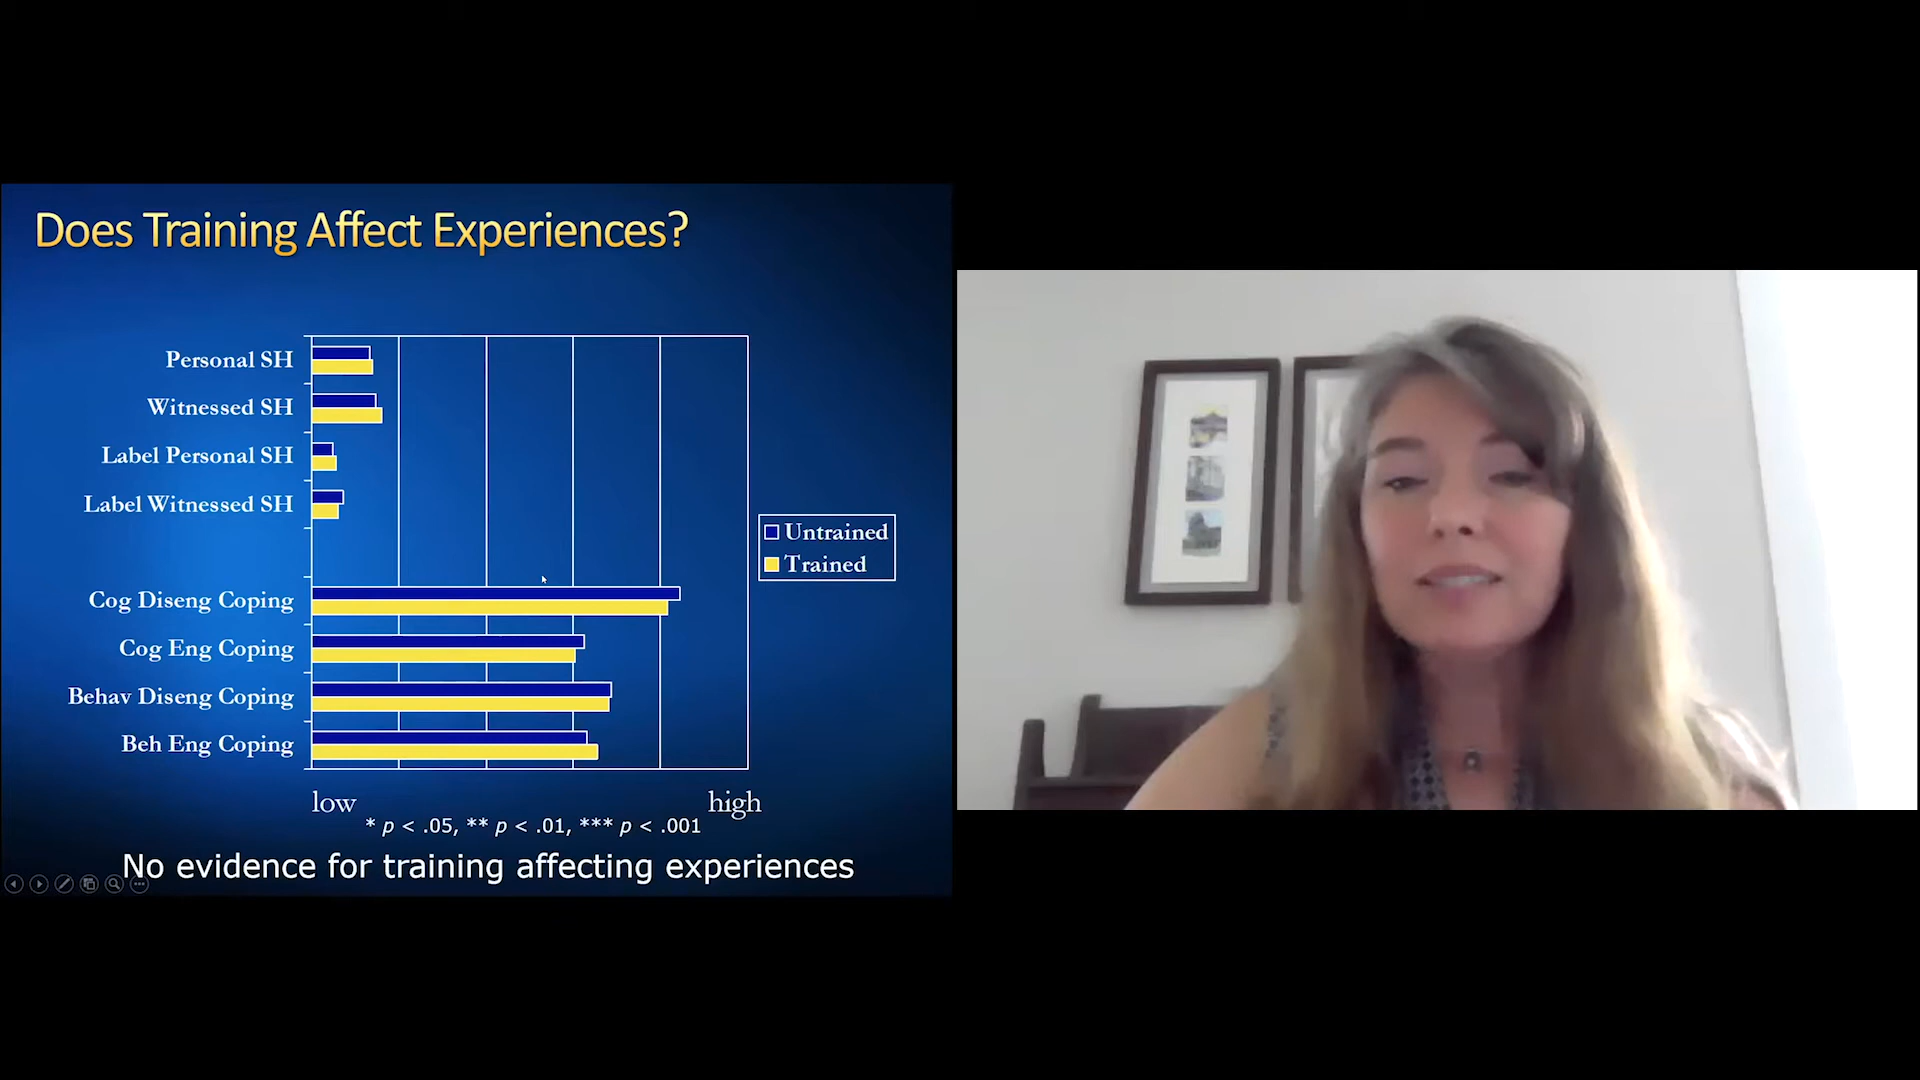 Does Training Affect Experiences?
Personal SH
Witnessed SH
Label Personal SH
Label Witnessed SH
Cog Diseng Coping
Cog Eng Coping
Behav Diseng Coping
Beh Eng Coping
Untrained
Trained
low
high
* p < .05, ** p < .01, *** p < .001
No evidence for training affecting experiences